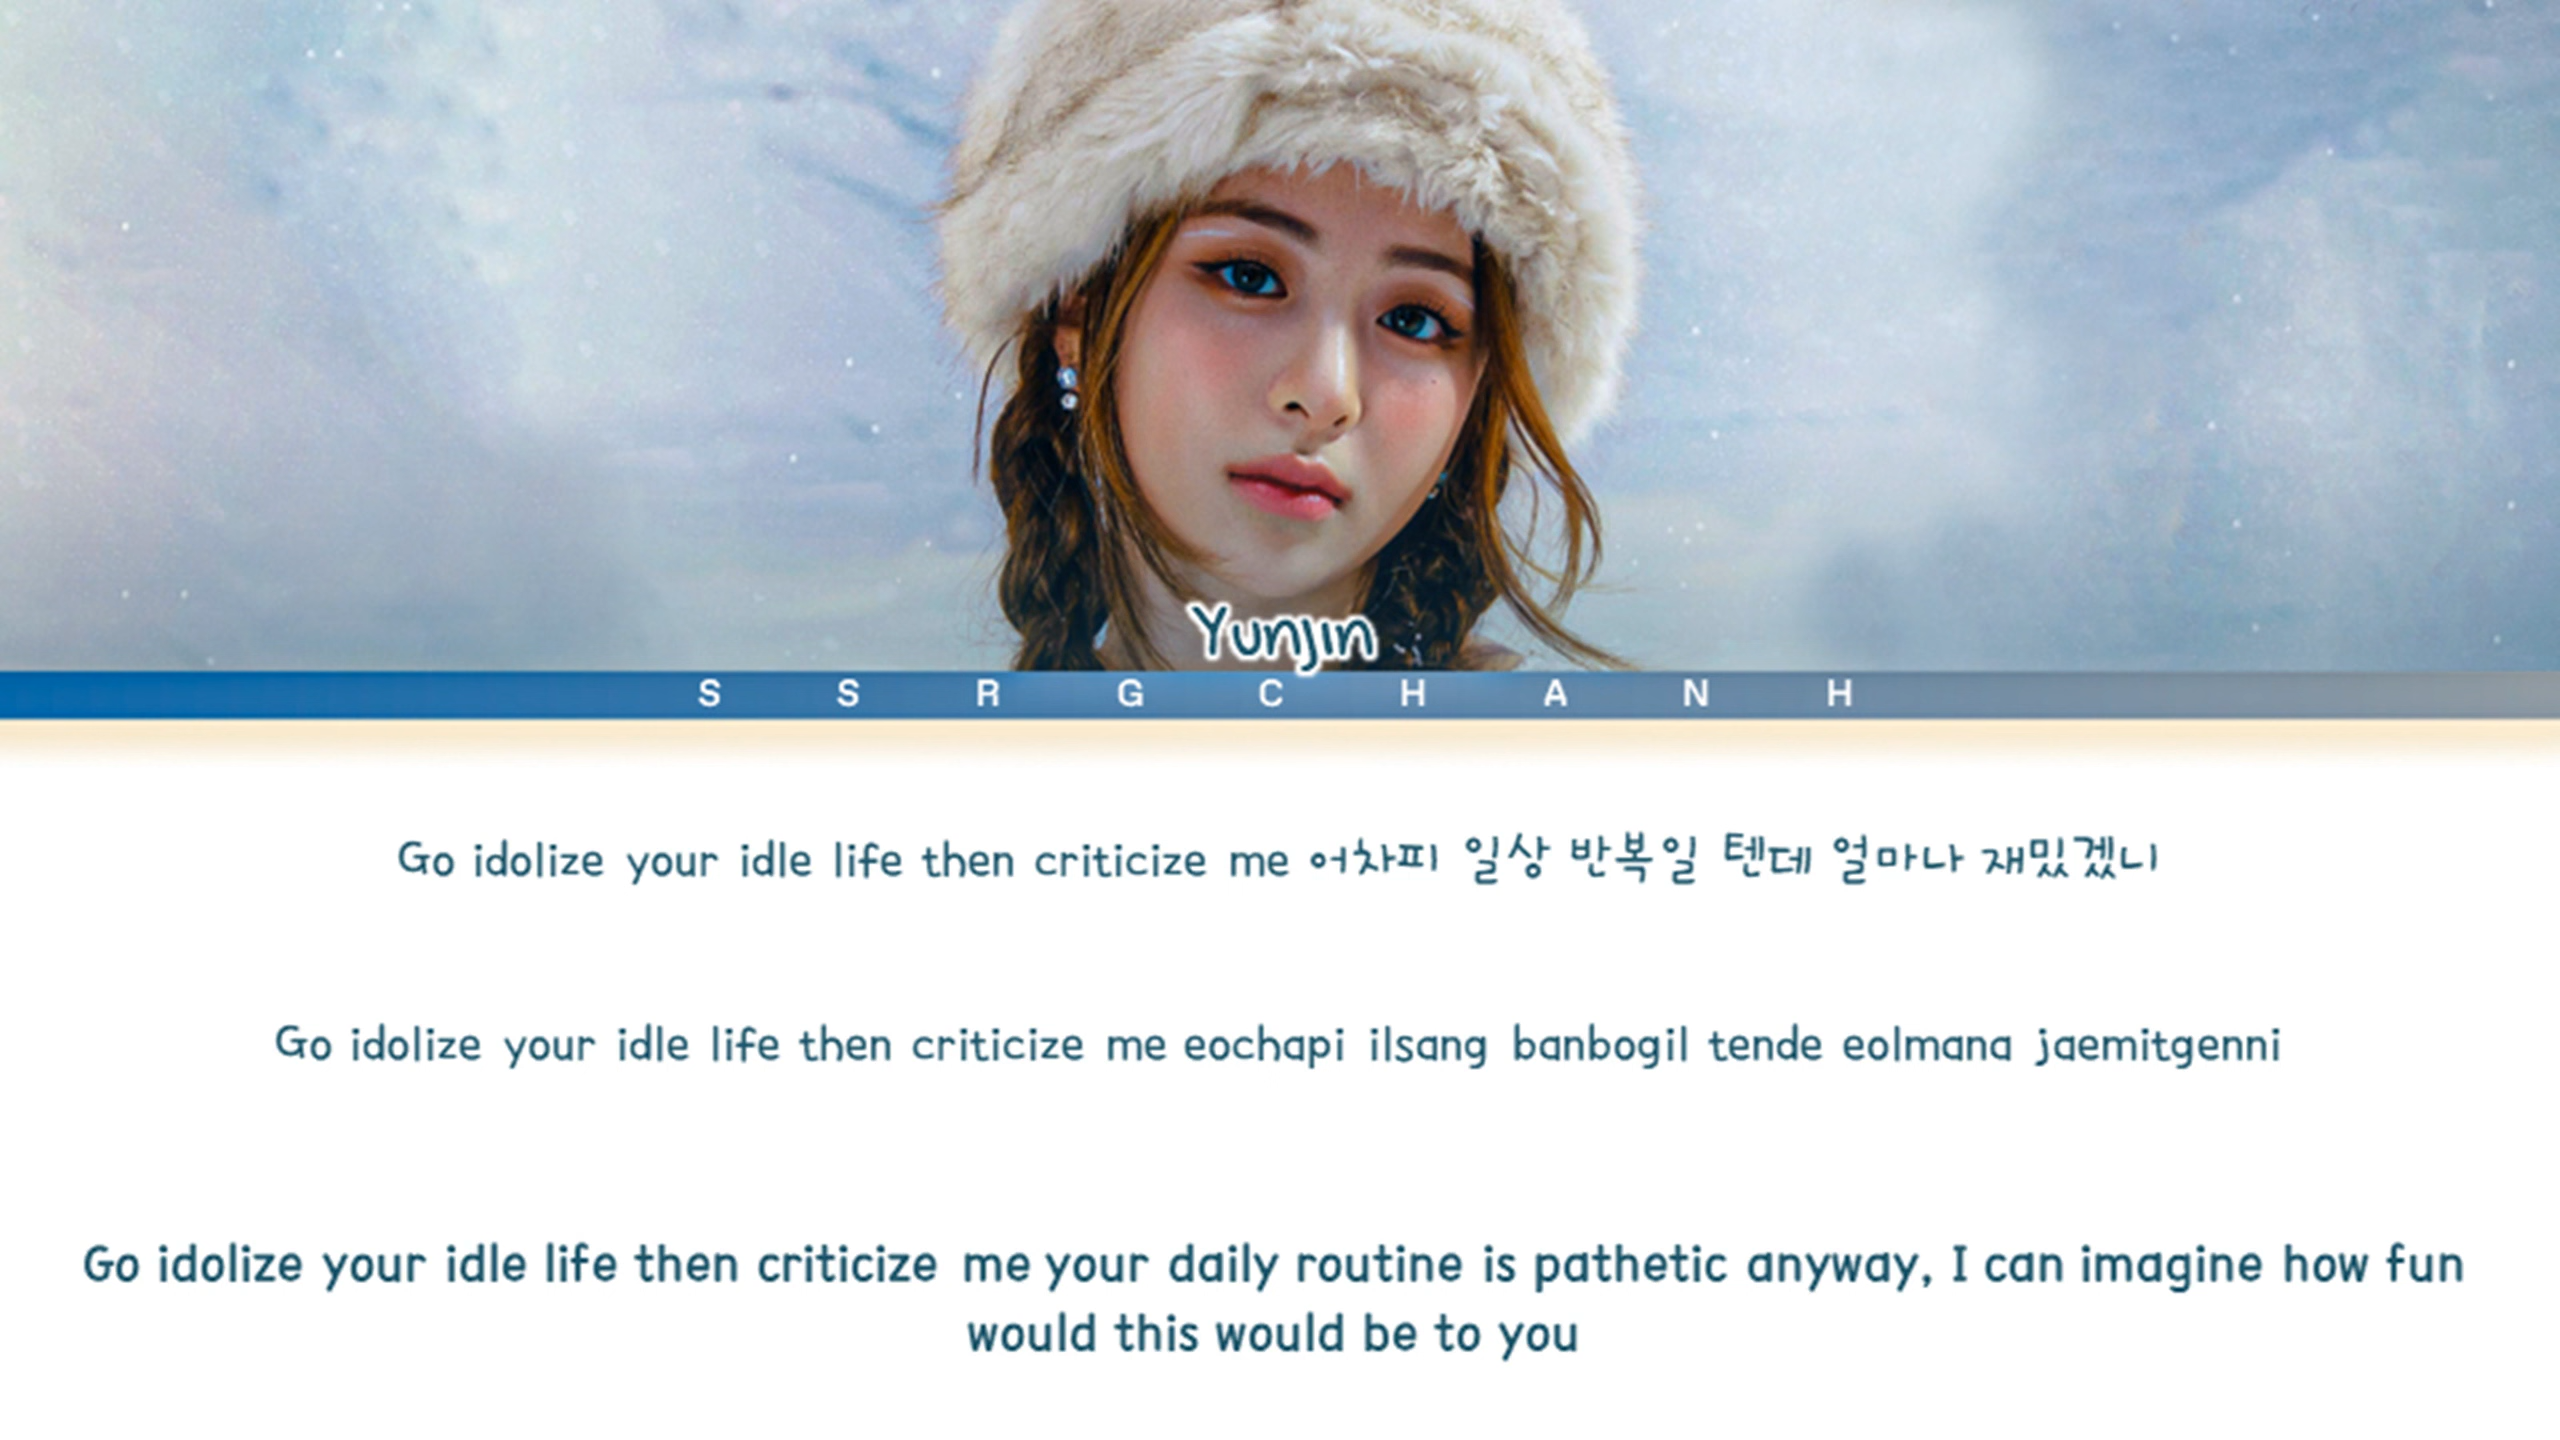 Yunjin
S S R G C H A N H
Go idolize your idle life then criticize me 어차피 일상 반복일 텐데 얼마나 재밌겠니
Go idolize your idle life then criticize me eochapi ilsang banbogil tende eolmana jaemitgenni
Go idolize your idle life then criticize me your daily routine is pathetic anyway, I can imagine how fun
would this would be to you